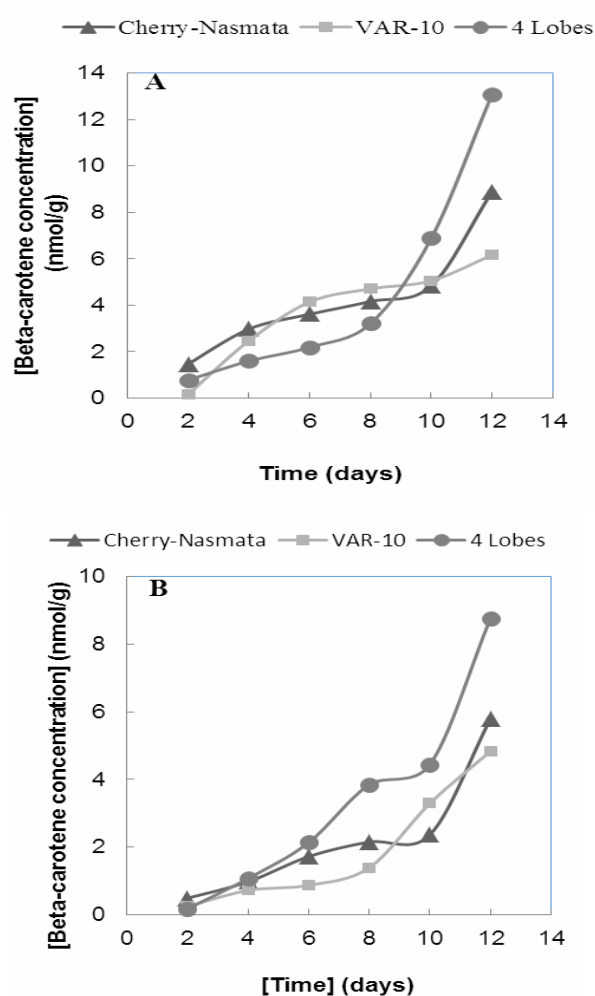 Cherry-Nasmata VAR-10 4 Lobes
A
14
12
10
8
6
4
2
0
[Beta-carotene concentration]
(nmol/g)
0 2 4 6 8 10 12 14
Time (days)
Cherry-Nasmata VAR-10 4 Lobes
B
10
8
6
4
2
0
[Beta-carotene concentration] (nmol/g)
0 2 4 6 8 10 12 14
[Time] (days)